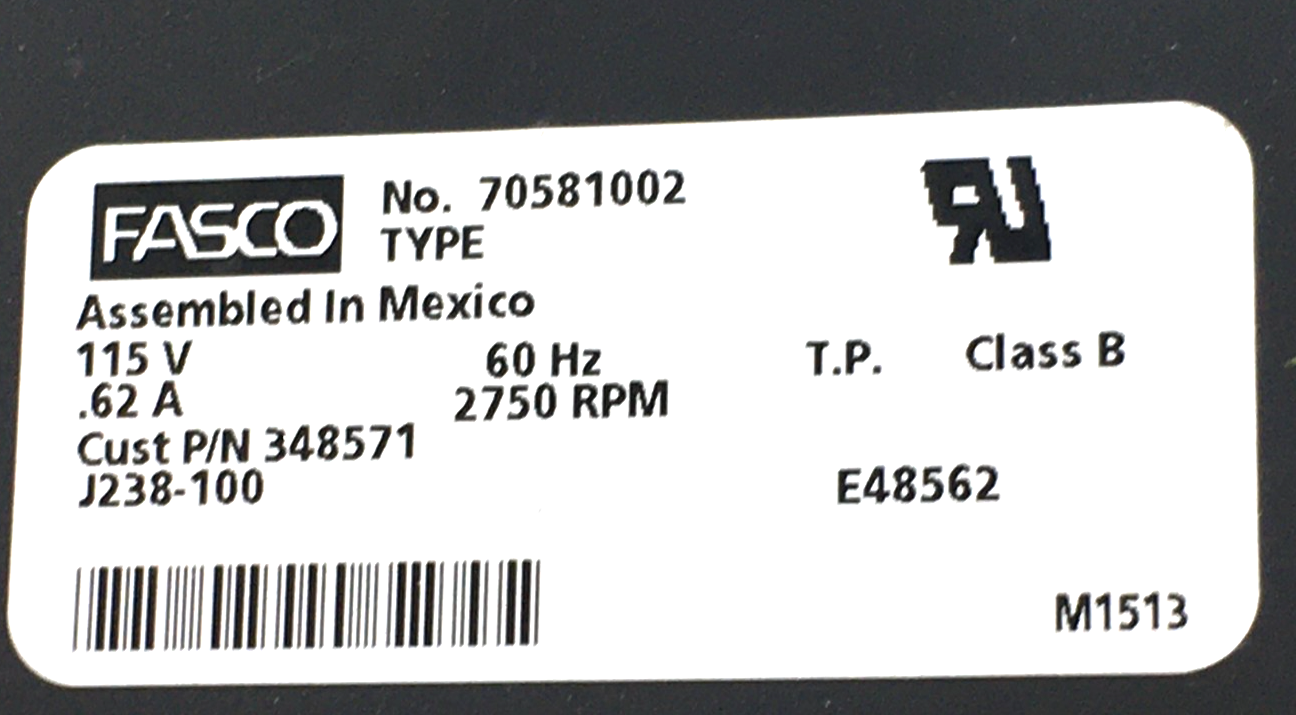 FASCO No. 70581002
TYPE
Assembled In Mexico
115 V 60 Hz T.P. Class B
.62 A 2750 RPM
Cust P/N 348571
J238-100 E48562
M1513